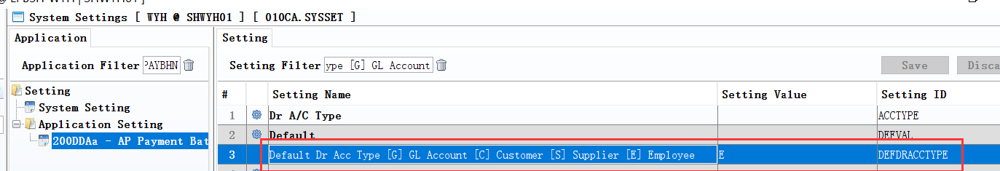 System Settings [ WYH @ SHWYH01 ] [ 010CA.SYSSET ]
Application
Setting
Application Filter PAYBHN
Setting Filter ype [G] GL Account
Save
Disca
Setting
System Setting
Application Setting
200DDAa - AP Payment Bat
# Setting Name Setting Value Setting ID
1 Dr A/C Type ACCTYPE
2 Default DEFVAL
3 Default Dr Acc Type [G] GL Account [C] Customer [S] Supplier [E] Employee E DEFDRACCTYPE